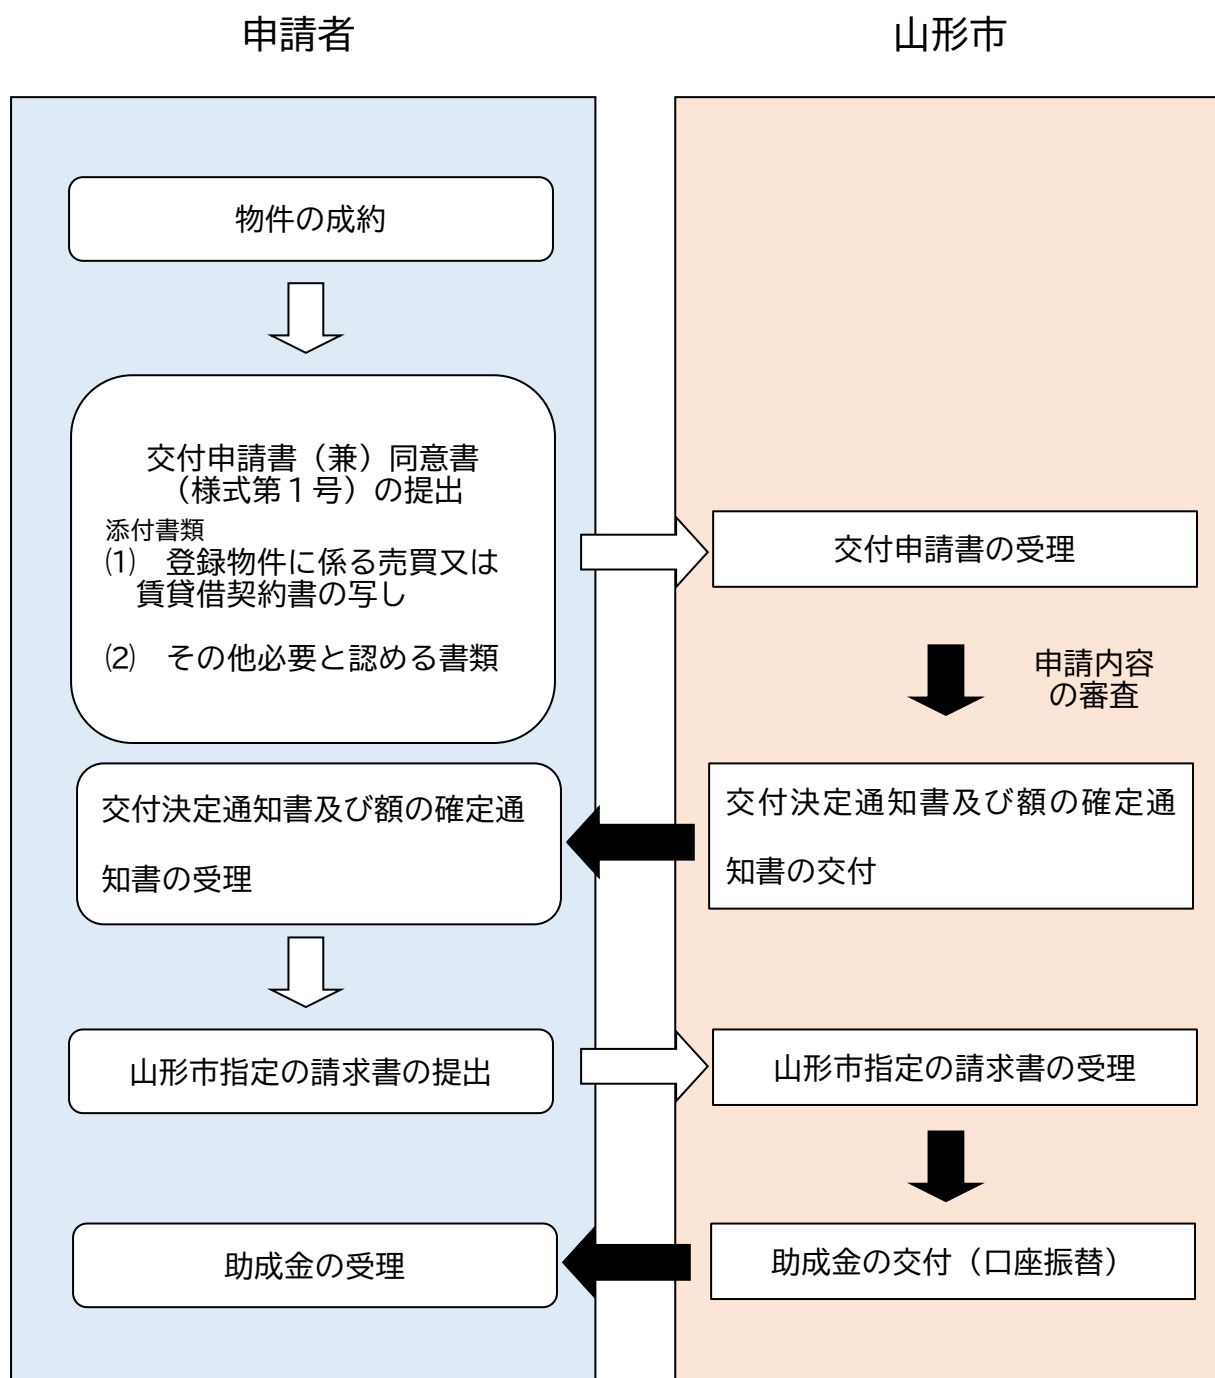 申請者
山形市
物件の成約
交付申請書（兼）同意書
（様式第１号）の提出
添付書類
⑴　登録物件に係る売買又は
賃貸借契約書の写し
⑵　その他必要と認める書類
交付申請書の受理
申請内容
の審査
交付決定通知書及び額の確定通
知書の交付
交付決定通知書及び額の確定通
知書の受理
山形市指定の請求書の提出
山形市指定の請求書の受理
助成金の交付（口座振替）
助成金の受理